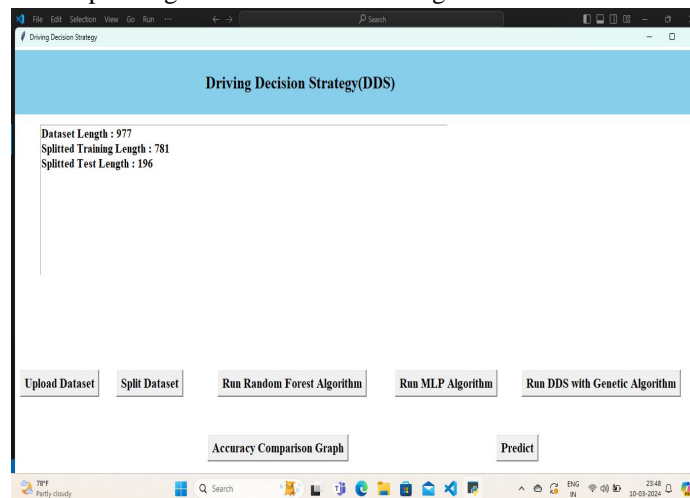 File Edit Selection View Go Run ... Search
Driving Decision Strategy
Driving Decision Strategy(DDS)
Dataset Length : 977
Splitted Training Length : 781
Splitted Test Length : 196
Upload Dataset Split Dataset Run Random Forest Algorithm Run MLP Algorithm Run DDS with Genetic Algorithm
Accuracy Comparison Graph Predict
78°F
Partly cloudy
Search
ENG
IN
23:48
10-03-2024